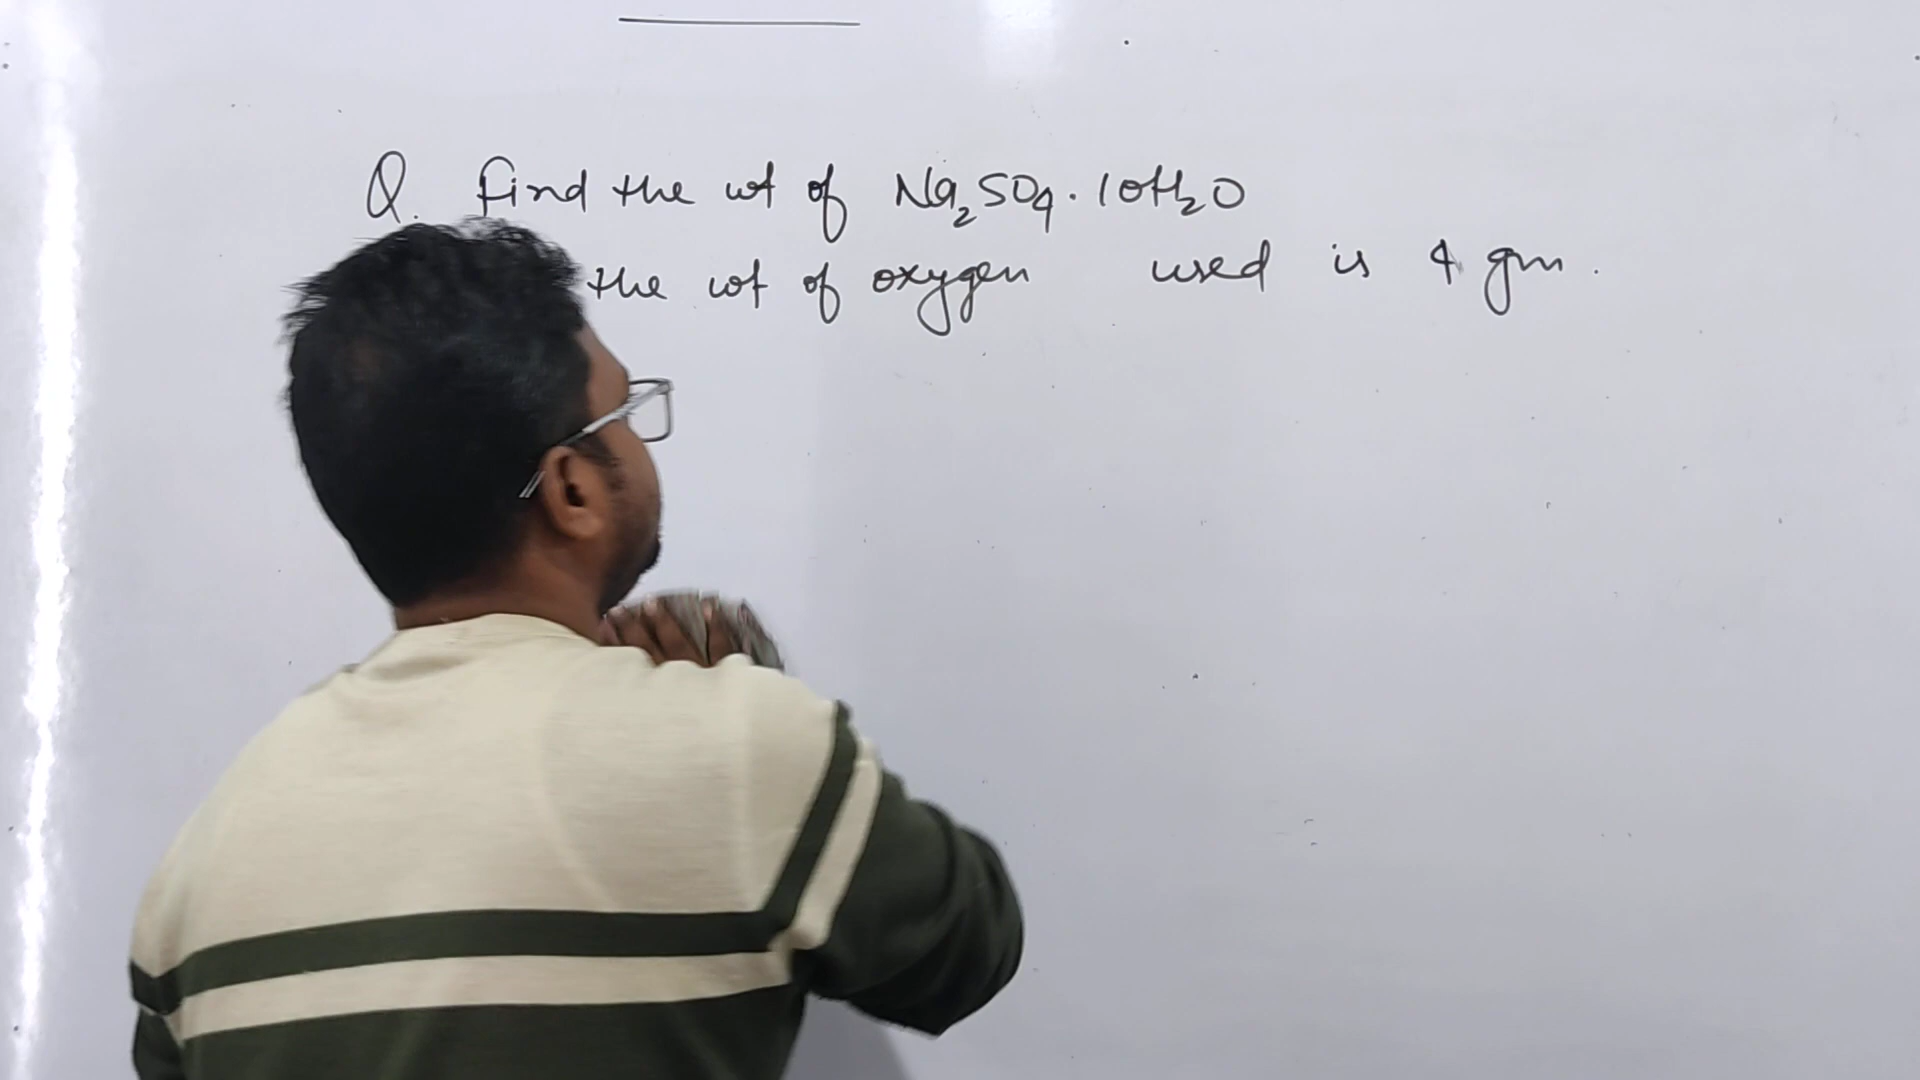 Q. Find the wt of Na₂SO₄.10H₂O
the wt of oxygen used is 4 gm.